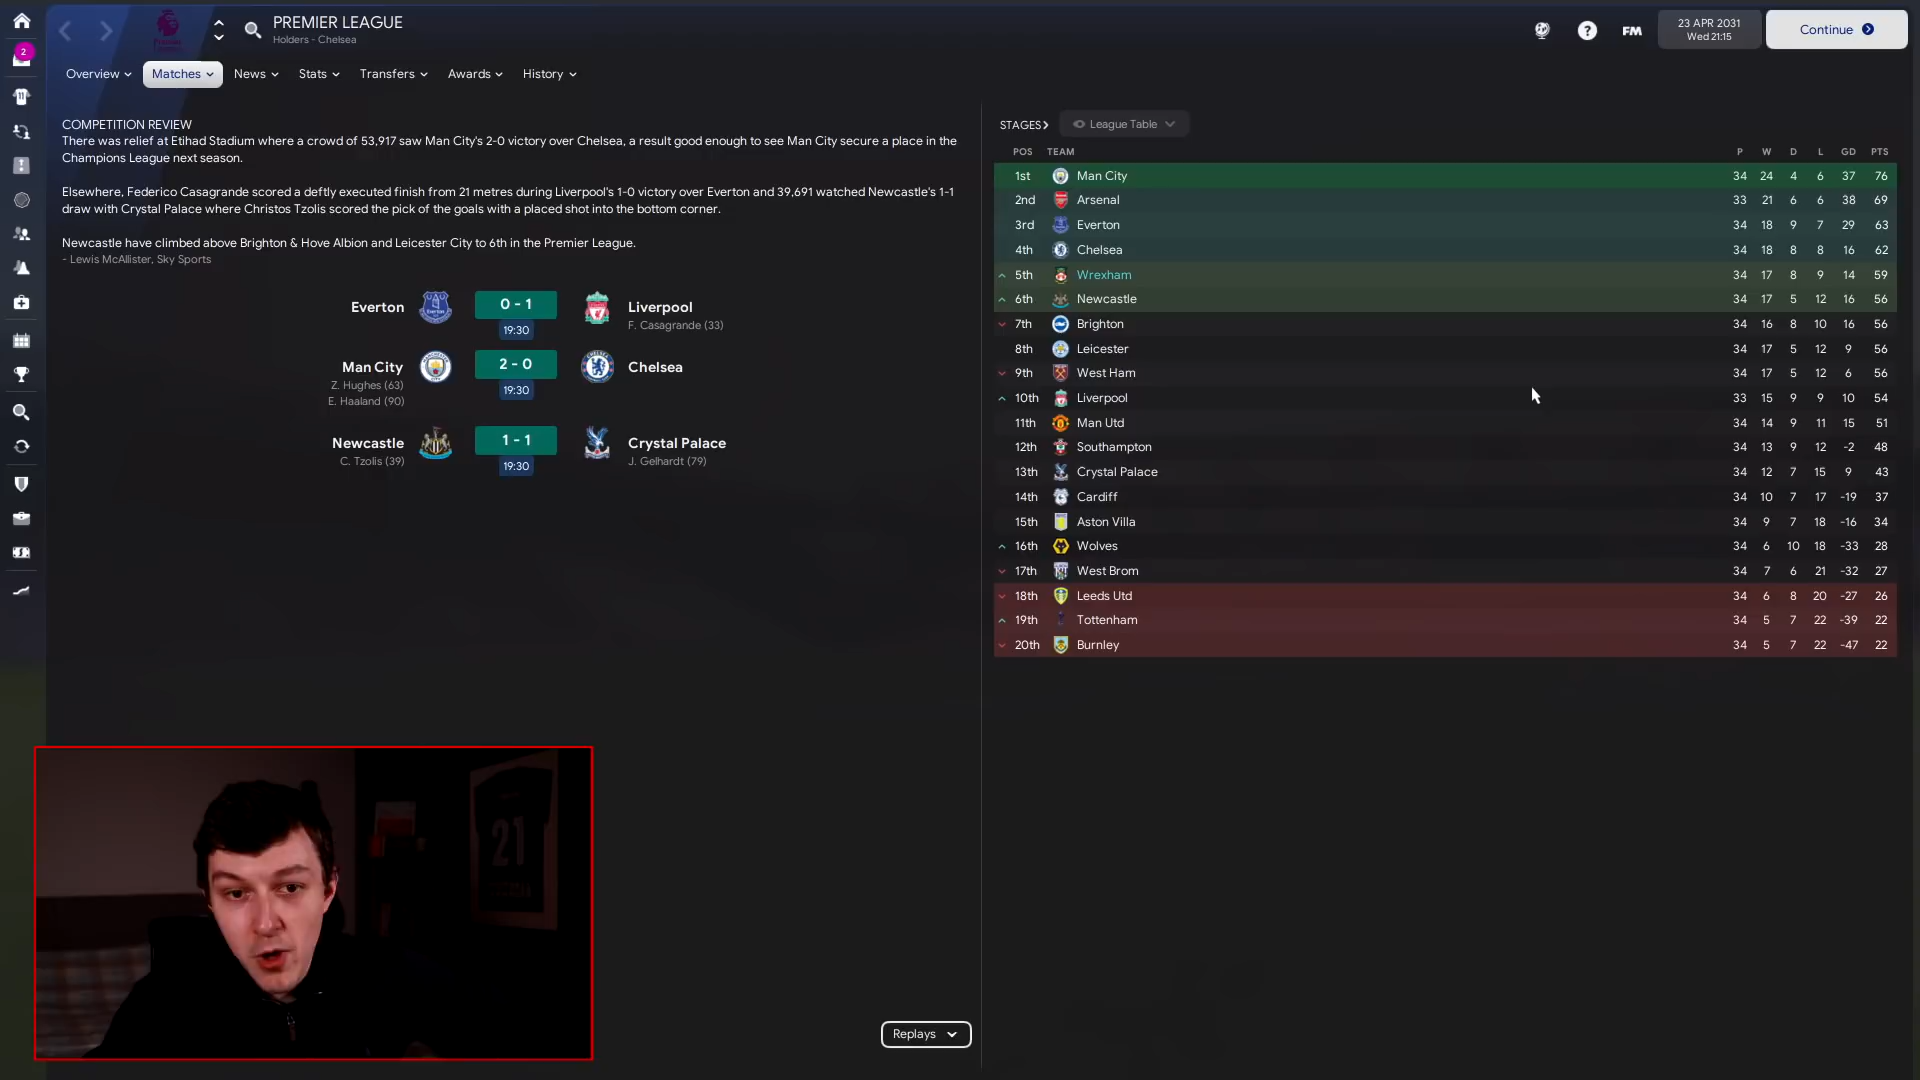 2
PREMIER LEAGUE
Holders - Chelsea
FM
23 APR 2031
Wed 21:15
Continue
Overview
Matches
News
Stats
Transfers
Awards
History
COMPETITION REVIEW
There was relief at Etihad Stadium where a crowd of 53,917 saw Man City's 2-0 victory over Chelsea, a result good enough to see Man City secure a place in the
Champions League next season.
Elsewhere, Federico Casagrande scored a deftly executed finish from 21 metres during Liverpool's 1-0 victory over Everton and 39,691 watched Newcastle's 1-1
draw with Crystal Palace where Christos Tzolis scored the pick of the goals with a placed shot into the bottom corner.
Newcastle have climbed above Brighton & Hove Albion and Leicester City to 6th in the Premier League.
- Lewis McAllister, Sky Sports
Everton 0 - 1 Liverpool
19:30 F. Casagrande (33)
Man City 2 - 0 Chelsea
Z. Hughes (63) 19:30
E. Haaland (90)
Newcastle 1 - 1 Crystal Palace
C. Tzolis (39) 19:30 J. Gelhardt (79)
Replays
STAGES League Table
POS TEAM P W D L GD PTS
1st Man City 34 24 4 6 37 76
2nd Arsenal 33 21 6 6 38 69
3rd Everton 34 18 9 7 29 63
4th Chelsea 34 18 8 8 16 62
5th Wrexham 34 17 8 9 14 59
6th Newcastle 34 17 5 12 16 56
7th Brighton 34 16 8 10 16 56
8th Leicester 34 17 5 12 9 56
9th West Ham 34 17 5 12 6 56
10th Liverpool 33 15 9 9 10 54
11th Man Utd 34 14 9 11 15 51
12th Southampton 34 13 9 12 -2 48
13th Crystal Palace 34 12 7 15 9 43
14th Cardiff 34 10 7 17 -19 37
15th Aston Villa 34 9 7 18 -16 34
16th Wolves 34 6 10 18 -33 28
17th West Brom 34 7 6 21 -32 27
18th Leeds Utd 34 6 8 20 -27 26
19th Tottenham 34 5 7 22 -39 22
20th Burnley 34 5 7 22 -47 22
21